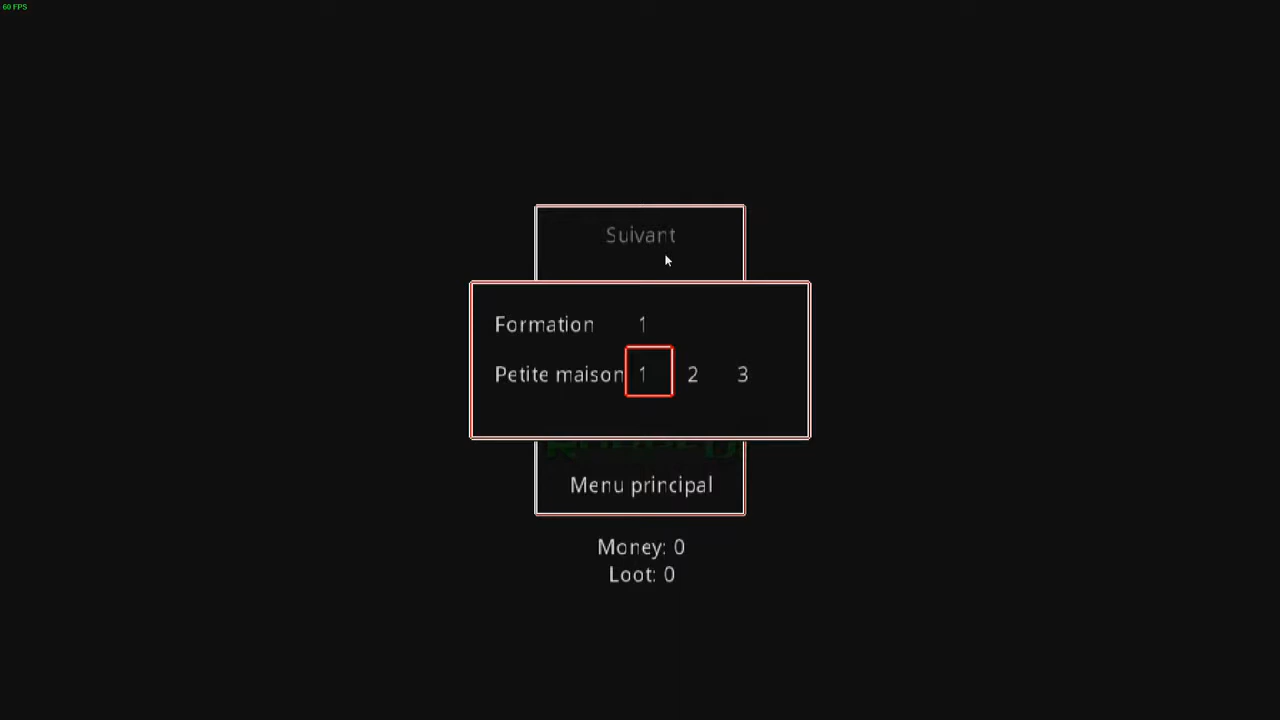 60 FPS
Suivant
Formation 1
Petite maison 1 2 3
Menu principal
Money: 0
Loot: 0